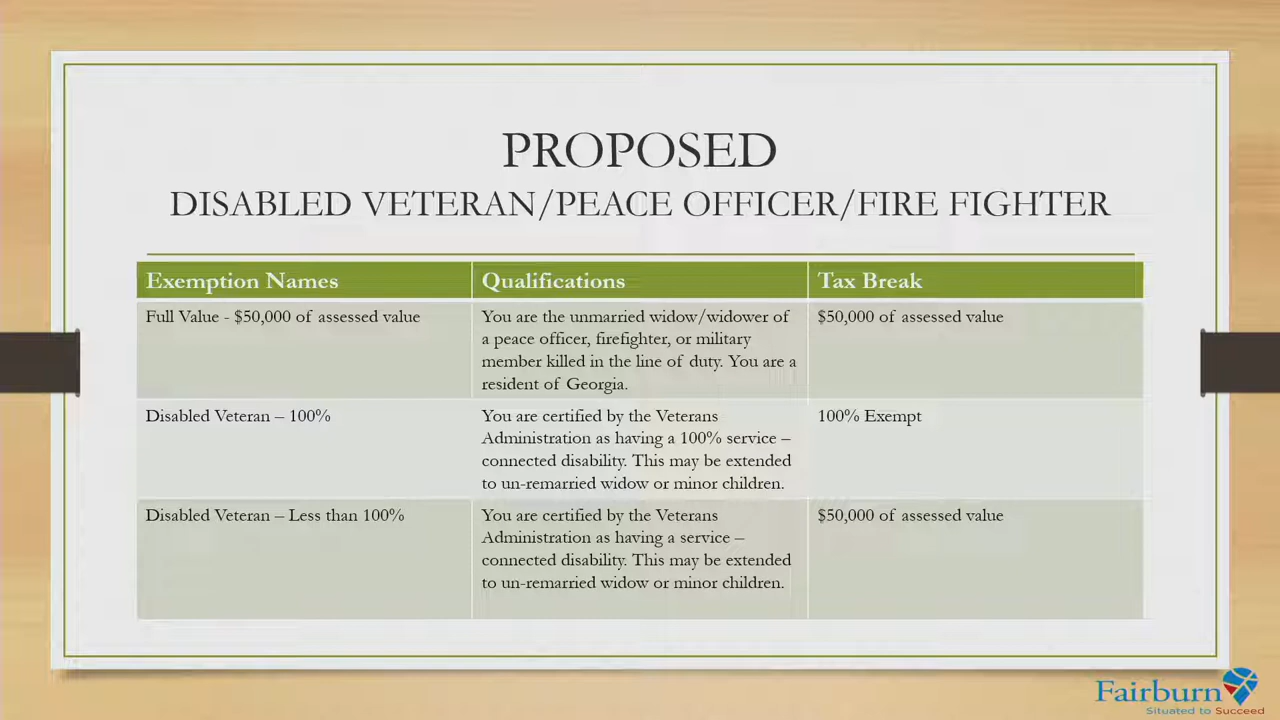 PROPOSED
DISABLED VETERAN/PEACE OFFICER/FIRE FIGHTER
Exemption Names
Qualifications
Tax Break
Full Value - $50,000 of assessed value
You are the unmarried widow/widower of
a peace officer, firefighter, or military
member killed in the line of duty. You are a
resident of Georgia.
$50,000 of assessed value
Disabled Veteran – 100%
You are certified by the Veterans
Administration as having a 100% service –
connected disability. This may be extended
to un-remarried widow or minor children.
100% Exempt
Disabled Veteran – Less than 100%
You are certified by the Veterans
Administration as having a service –
connected disability. This may be extended
to un-remarried widow or minor children.
$50,000 of assessed value
Fairburn
Situated to Succeed